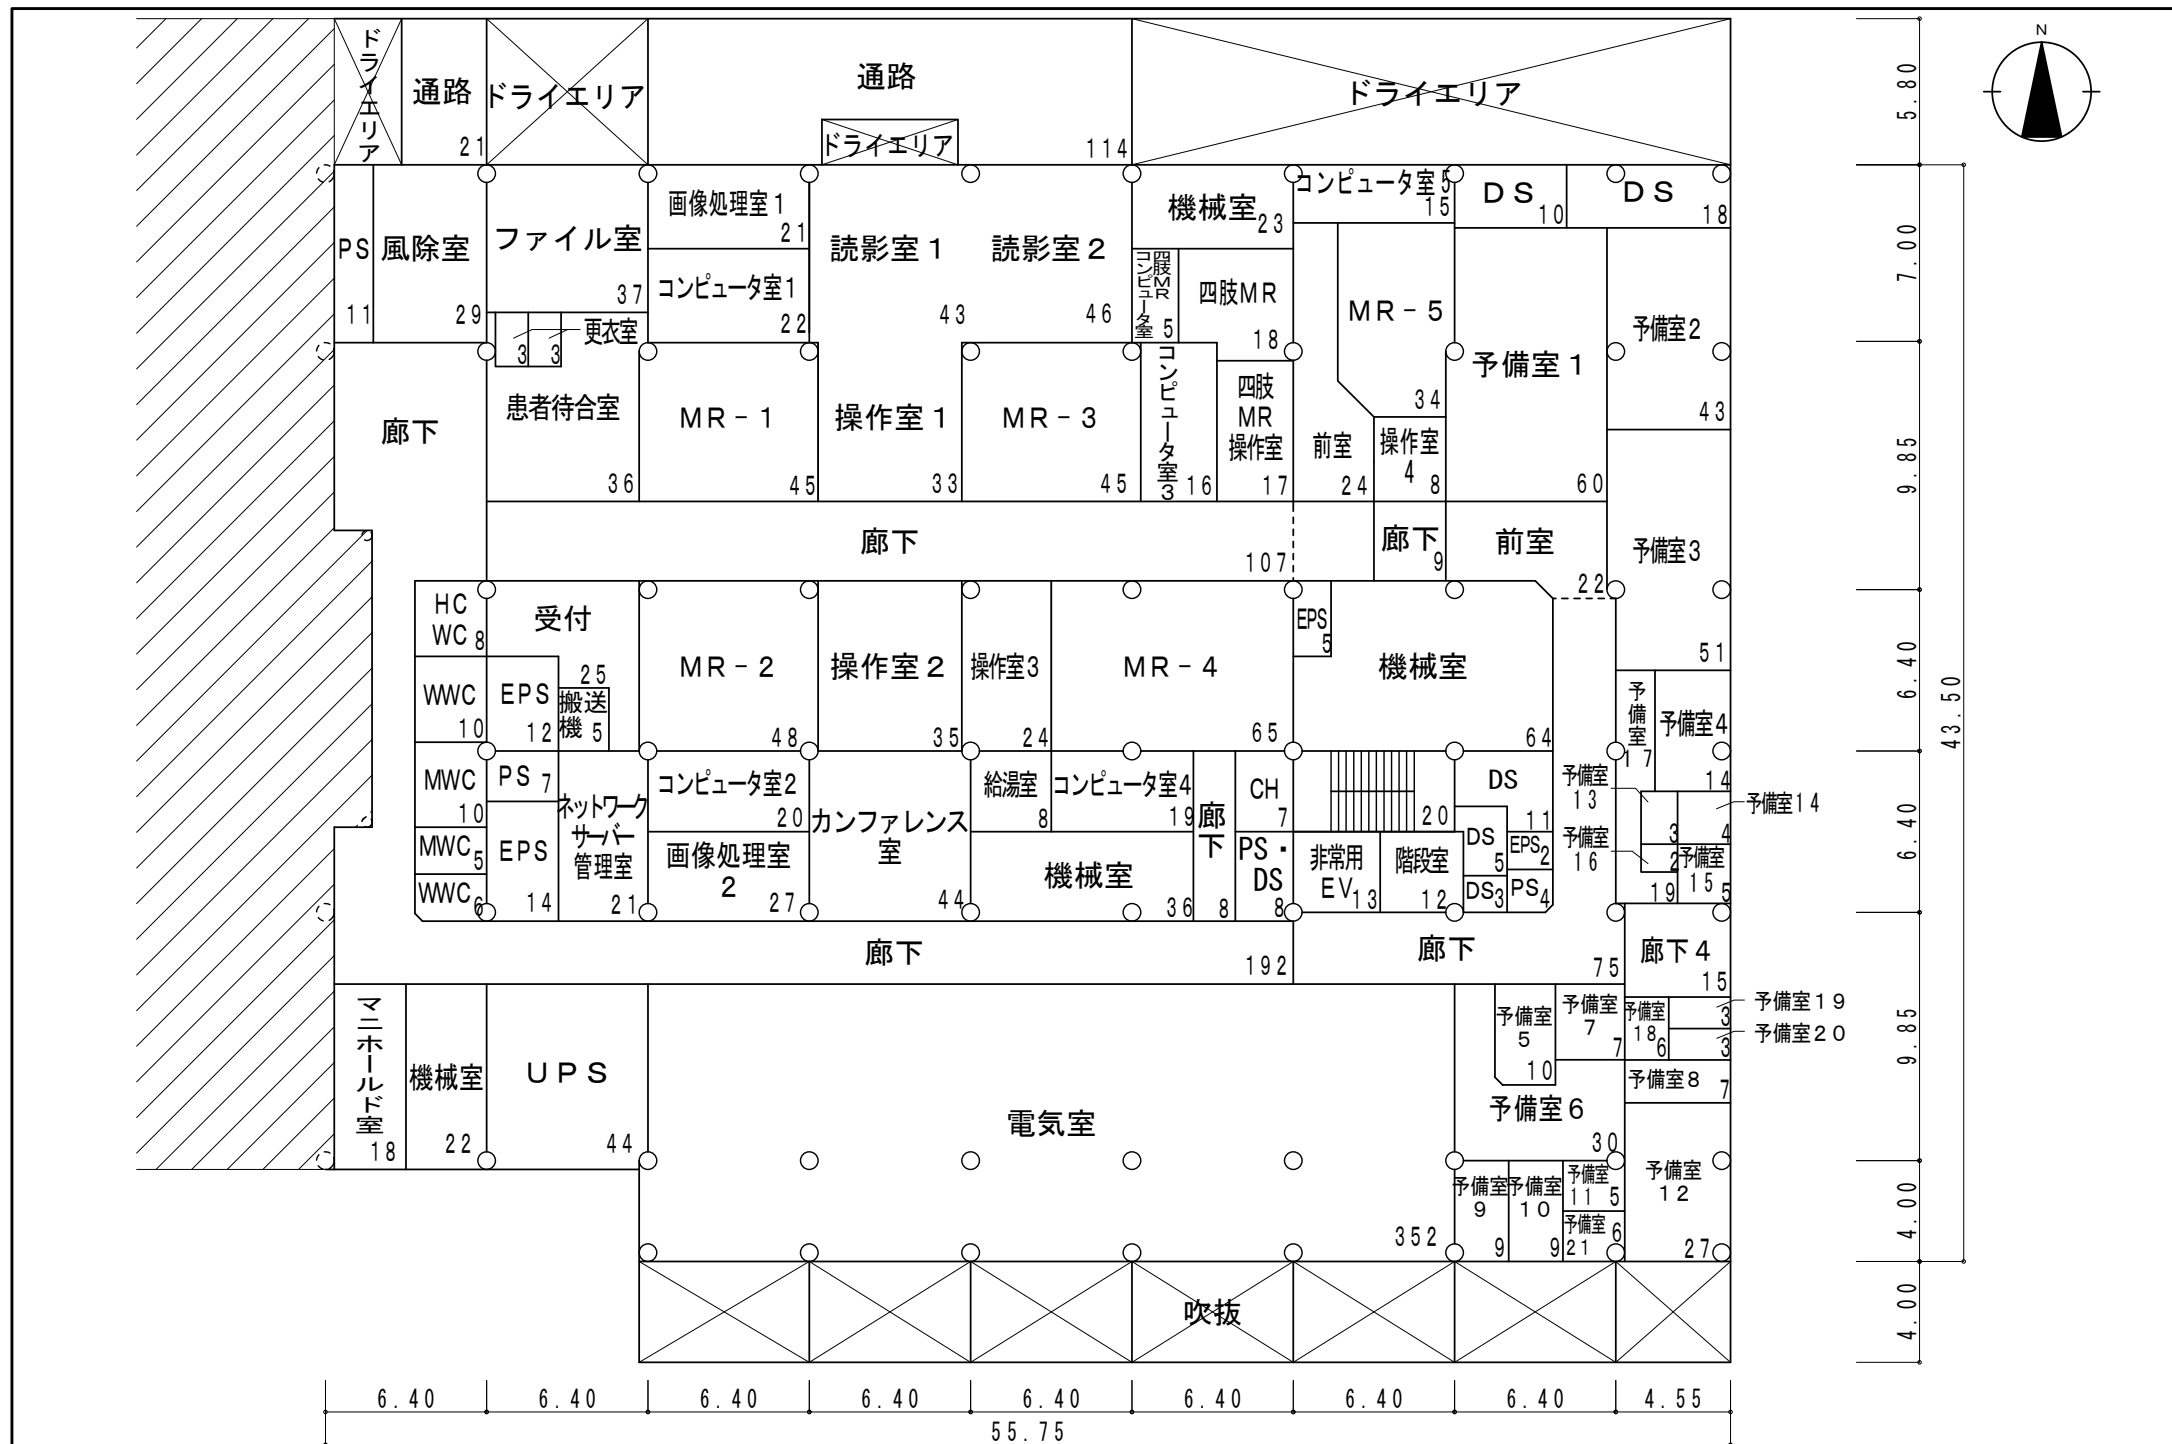 N
ドライエリア
通路
21
ドライエリア
通路
114
ドライエリア
ドライエリア
5.80
PS
11
風除室
29
ファイル室
37
画像処理室1
21
コンピュータ室1
22
読影室1
43
読影室2
46
機械室
23
四肢MR
コンピュータ室
5
四肢MR
18
コンピュータ室5
15
MR-5
34
DS
10
DS
18
予備室1
60
予備室2
43
7.00
更衣室
3
3
廊下
患者待合室
36
MR-1
45
操作室1
33
MR-3
45
コンピュータ室3
16
四肢
MR
操作室
17
前室
24
操作室
4
8
予備室3
51
9.85
廊下
107
廊下
9
前室
22
HC
WC
8
受付
25
MR-2
48
操作室2
35
操作室3
24
MR-4
65
EPS
5
機械室
64
6.40
43.50
WWC
10
EPS
12
搬送
機
5
予備室
17
予備室4
14
MWC
10
PS
7
ネットワーク
サーバー
管理室
21
コンピュータ室2
20
カンファレンス
室
44
給湯室
8
コンピュータ室4
19
廊下
8
CH
7
20
DS
11
予備室
13
3
予備室14
4
6.40
MWC
5
EPS
14
画像処理室
2
27
機械室
36
PS・
DS
8
非常用
EV
13
階段室
12
DS
5
EPS
2
DS
3
PS
4
予備室
16
2
予備室
15
5
19
WWC
6
廊下
192
廊下
75
廊下4
15
マニホールド室
18
機械室
22
UPS
44
電気室
352
予備室
5
10
予備室
7
7
予備室
18
6
予備室19
3
予備室20
3
予備室8
7
9.85
予備室6
30
予備室
9
9
予備室
10
9
予備室
11
5
予備室
21
6
予備室
12
27
4.00
吹抜
4.00
6.40
6.40
6.40
6.40
6.40
6.40
6.40
6.40
4.55
55.75